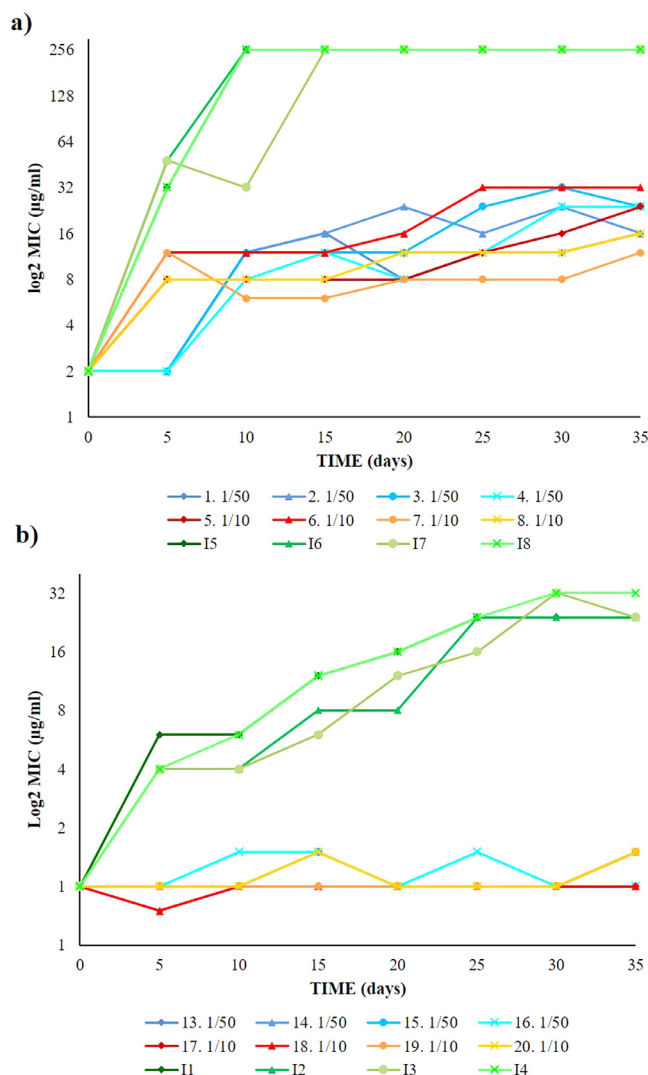 a)
256
128
64
32
16
8
4
2
1
log2 MIC (µg/ml)
0 5 10 15 20 25 30 35
TIME (days)
1. 1/50 2. 1/50 3. 1/50 4. 1/50
5. 1/10 6. 1/10 7. 1/10 8. 1/10
I5 I6 I7 I8
b)
32
16
8
4
2
1
1
Log2 MIC (µg/ml)
0 5 10 15 20 25 30 35
TIME (days)
13. 1/50 14. 1/50 15. 1/50 16. 1/50
17. 1/10 18. 1/10 19. 1/10 20. 1/10
I1 I2 I3 I4